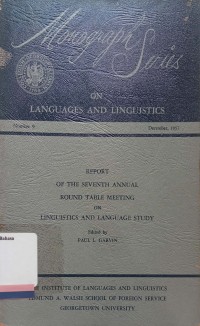 Monograph Series
ON
LANGUAGES AND LINGUISTICS
Number 9
December, 1957
REPORT
OF THE SEVENTH ANNUAL
ROUND TABLE MEETING
ON
LINGUISTICS AND LANGUAGE STUDY
Edited by
PAUL L. GARVIN
Bahasa
THE INSTITUTE OF LANGUAGES AND LINGUISTICS
EDMUND A. WALSH SCHOOL OF FOREIGN SERVICE
GEORGETOWN UNIVERSITY